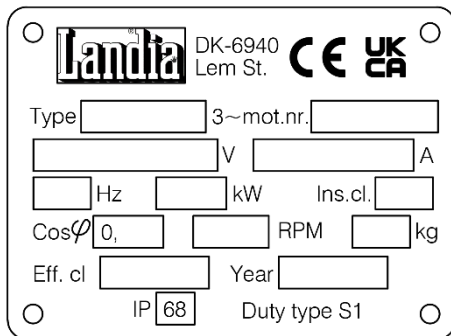 Landia® DK-6940
Lem St. CE UK
CA
Type 3~mot.nr.
V A
Hz kW Ins.cl.
Cosφ 0, RPM kg
Eff. cl Year
IP 68 Duty type S1